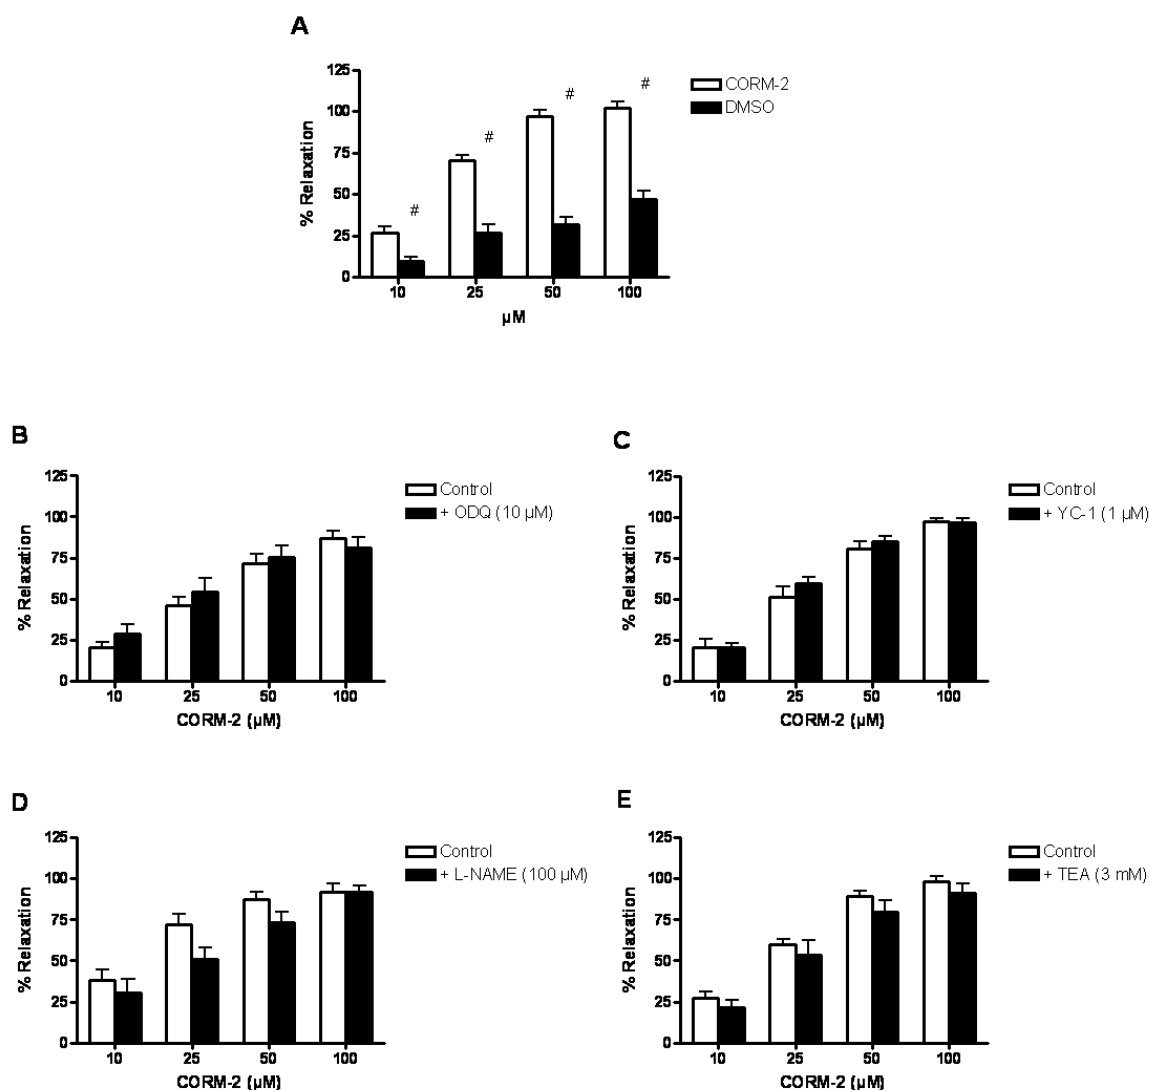 A
125
100
75
50
25
0
% Relaxation
#
#
#
#
10
25
50
100
µM
CORM-2
DMSO
B
125
100
75
50
25
0
% Relaxation
10
25
50
100
CORM-2 (µM)
Control
+ ODQ (10 µM)
C
125
100
75
50
25
0
% Relaxation
10
25
50
100
CORM-2 (µM)
Control
+ YC-1 (1 µM)
D
125
100
75
50
25
0
% Relaxation
10
25
50
100
CORM-2 (µM)
Control
+ L-NAME (100 µM)
E
125
100
75
50
25
0
% Relaxation
10
25
50
100
CORM-2 (µM)
Control
+ TEA (3 mM)